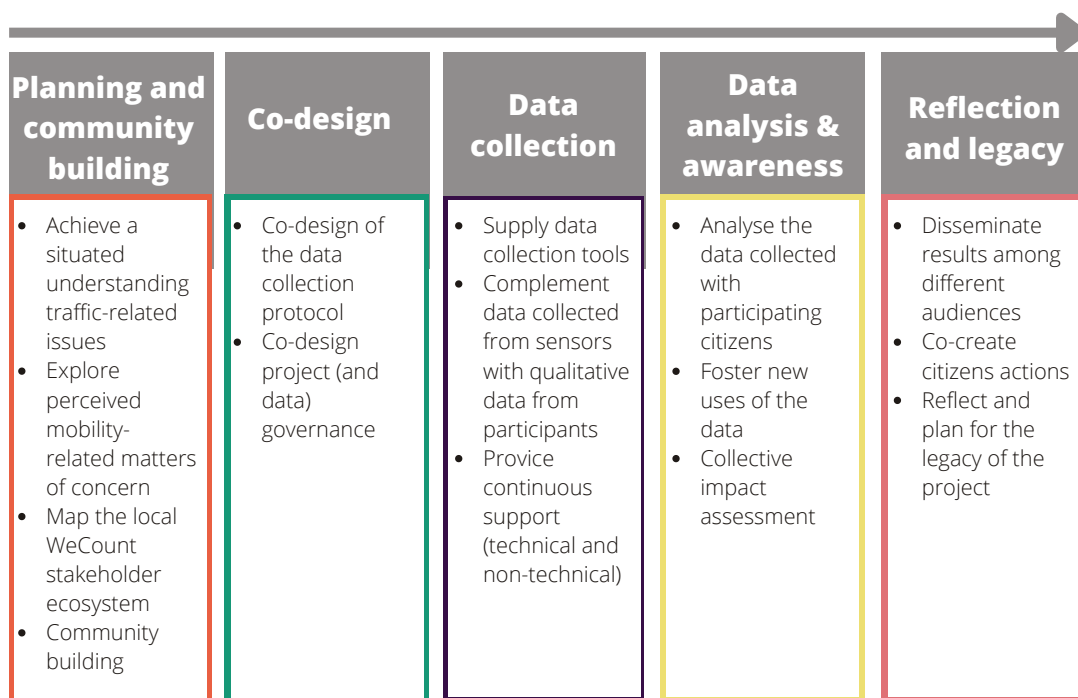 Planning and
community
building
• Achieve a
situated
understanding
traffic-related
issues
• Explore
perceived
mobility-
related matters
of concern
• Map the local
WeCount
stakeholder
ecosystem
• Community
building
Co-design
• Co-design of
the data
collection
protocol
• Co-design
project (and
data)
governance
Data
collection
• Supply data
collection tools
• Complement
data collected
from sensors
with qualitative
data from
participants
• Provice
continuous
support
(technical and
non-technical)
Data
analysis &
awareness
• Analyse the
data collected
with
participating
citizens
• Foster new
uses of the
data
• Collective
impact
assessment
Reflection
and legacy
• Disseminate
results among
different
audiences
• Co-create
citizens actions
• Reflect and
plan for the
legacy of the
project